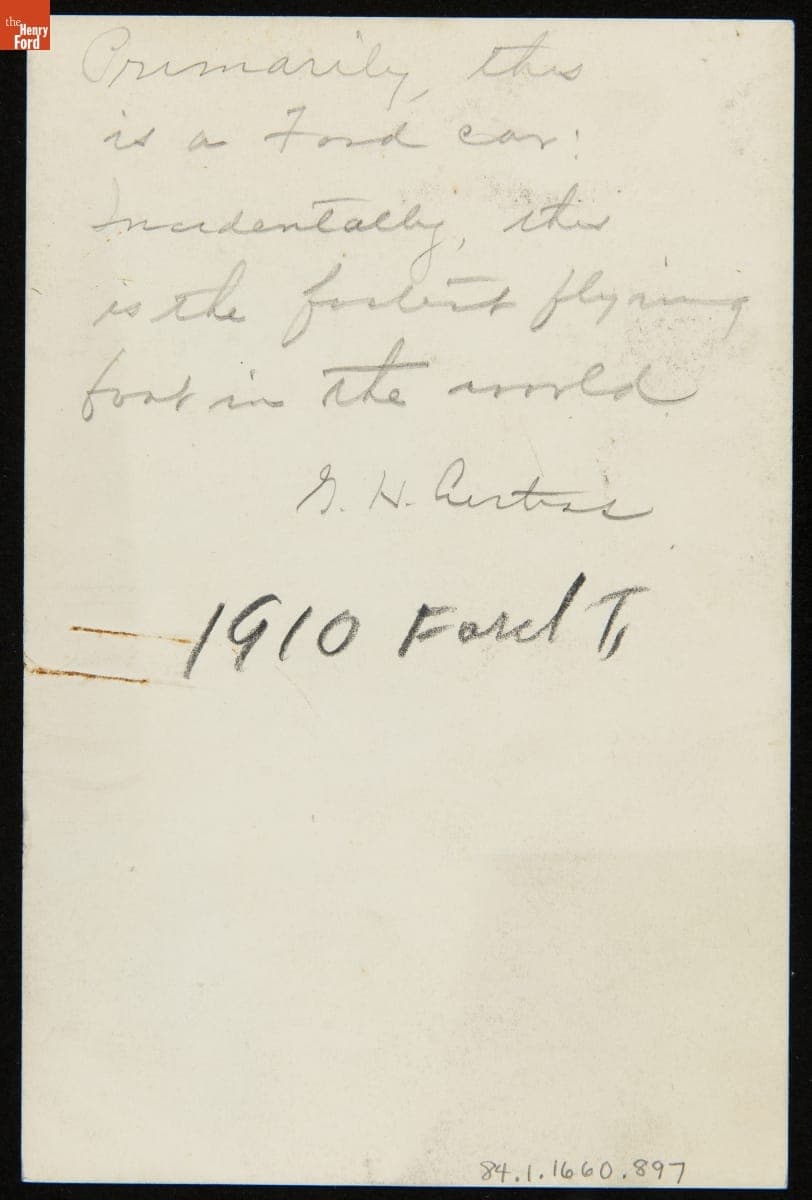 the
Henry
Ford
Primarily, this
is a Ford car:
Incidentally, this
is the fastest flying
boat in the world
G. H. Curtiss
1910 Ford T,
84.1.1660.897